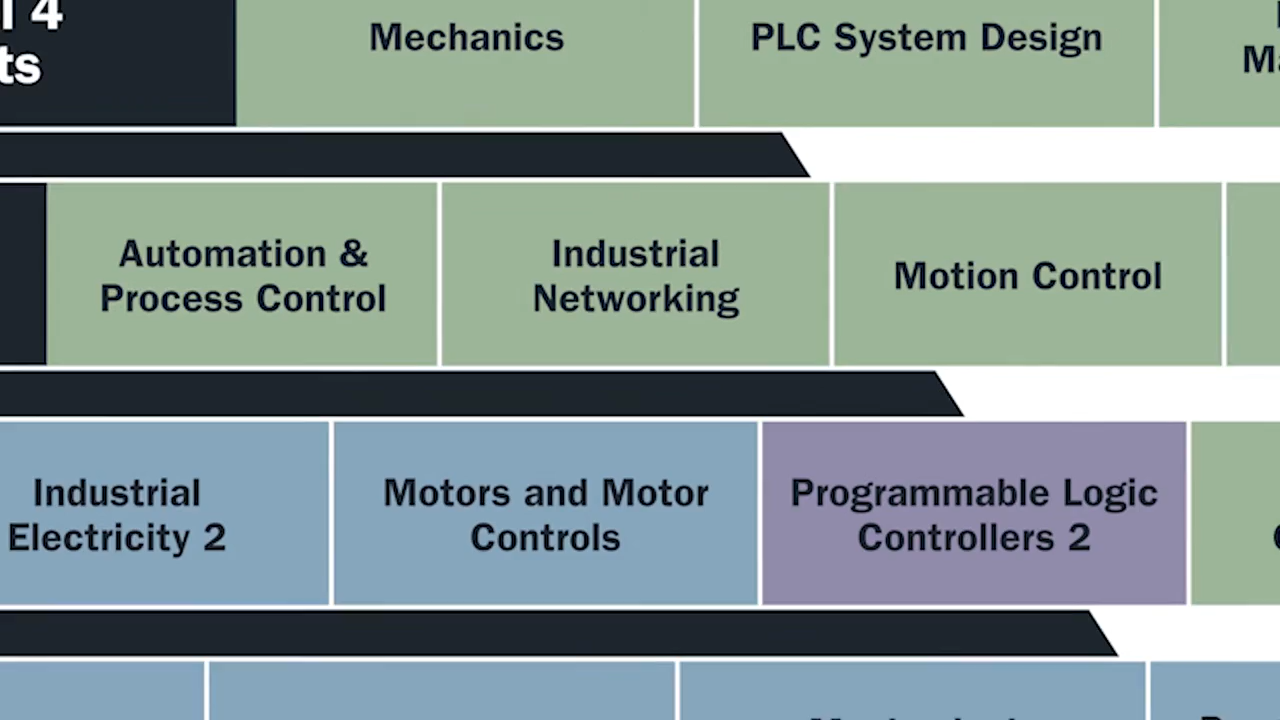 4
Mechanics
PLC System Design
Automation &
Process Control
Industrial
Networking
Motion Control
Industrial
Electricity 2
Motors and Motor
Controls
Programmable Logic
Controllers 2